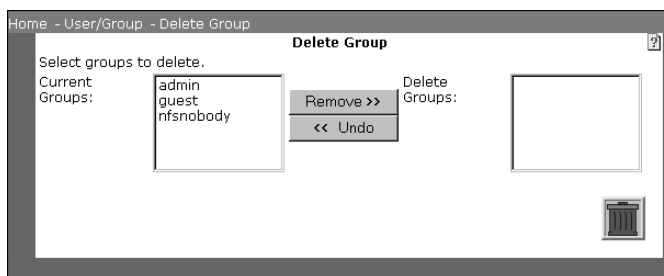 Home - User/Group - Delete Group
Delete Group
?
Select groups to delete.
Current Groups:
admin
guest
nfsnobody
Remove >>
<< Undo
Delete Groups: